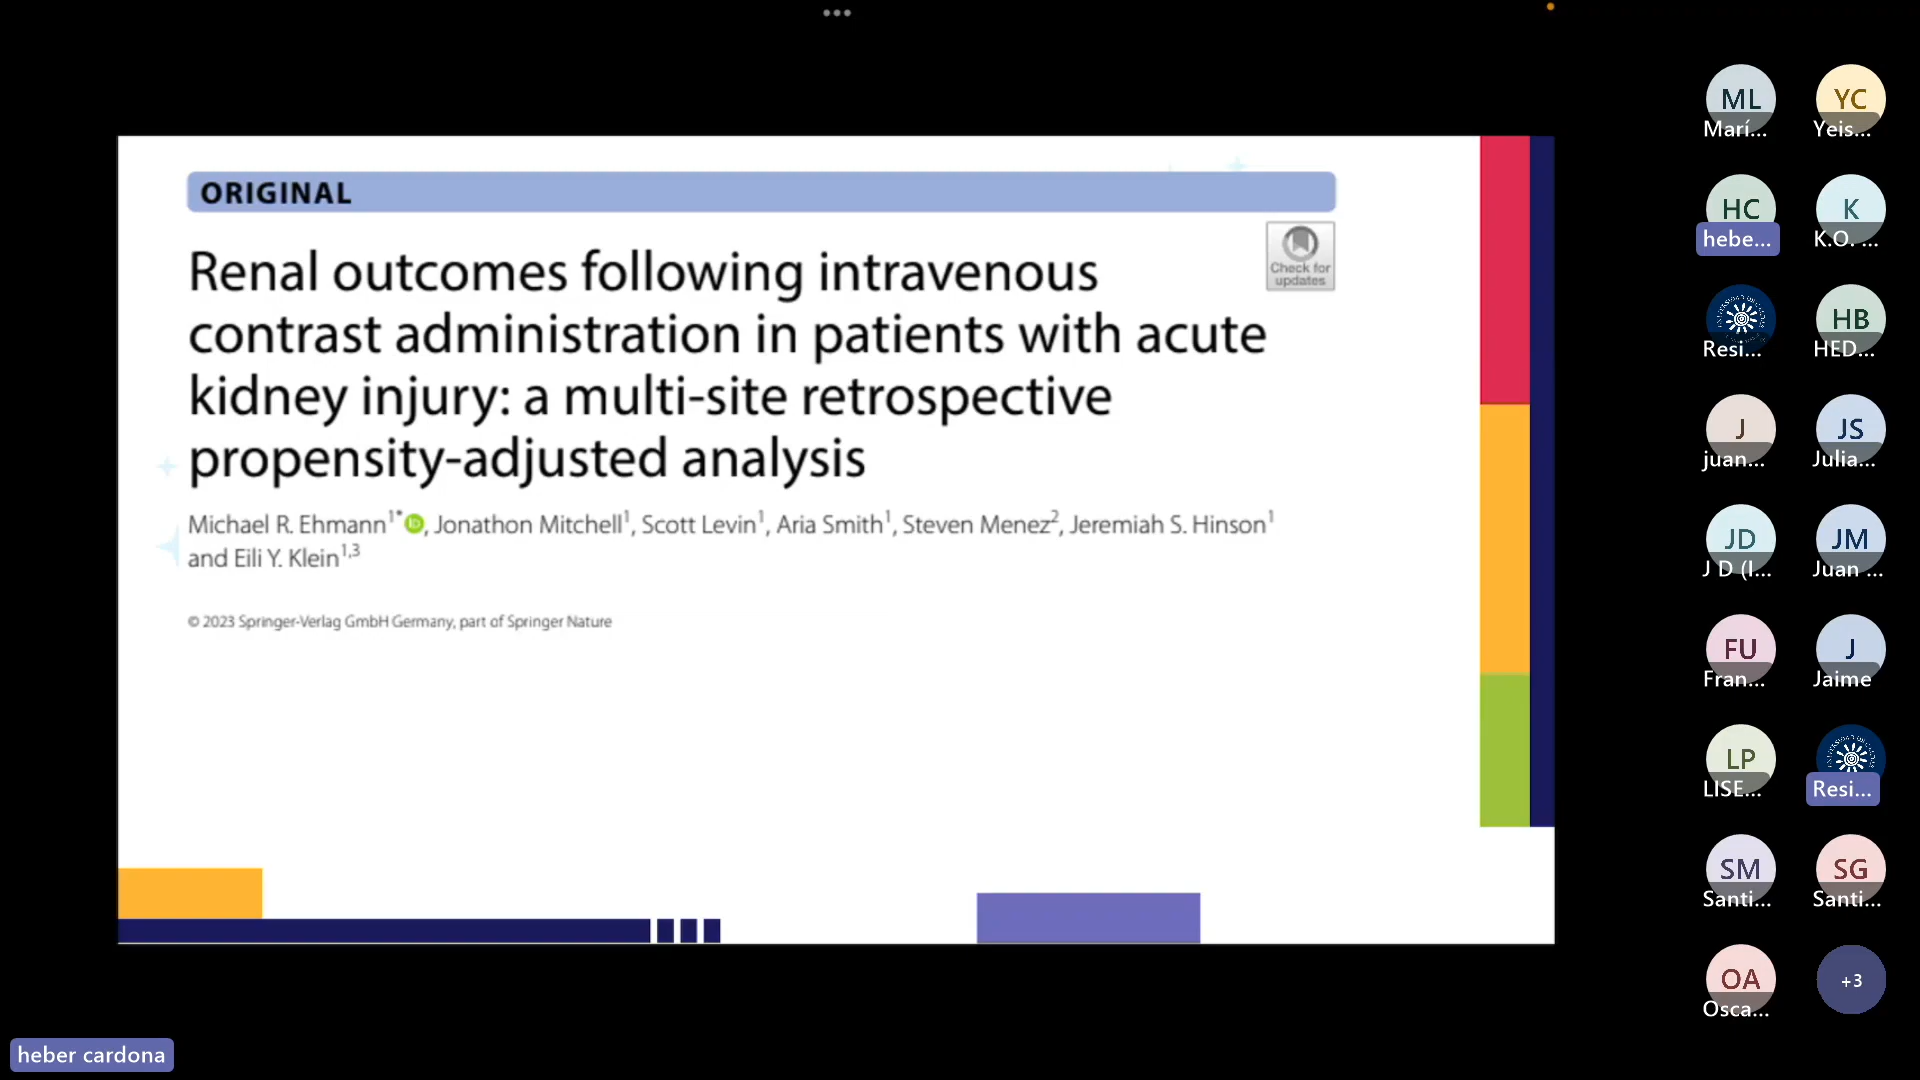 ORIGINAL
Renal outcomes following intravenous
contrast administration in patients with acute
kidney injury: a multi-site retrospective
propensity-adjusted analysis
Check for
updates
Michael R. Ehmann1*, Jonathon Mitchell1, Scott Levin1, Aria Smith1, Steven Menez2, Jeremiah S. Hinson1
and Eili Y. Klein1,3
© 2023 Springer-Verlag GmbH Germany, part of Springer Nature
ML
Marí...
YC
Yeis...
HC
hebe...
K
K.O. ...
Resi...
HB
HED...
J
juan...
JS
Julia...
JD
J D (I...
JM
Juan ...
FU
Fran...
J
Jaime
LP
LISE...
Resi...
SM
Santi...
SG
Santi...
OA
Osca...
+3
heber cardona